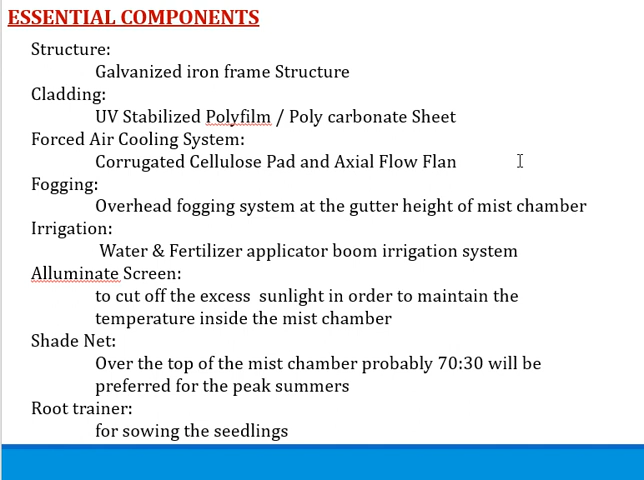 ESSENTIAL COMPONENTS
Structure:
Galvanized iron frame Structure
Cladding:
UV Stabilized Polyfilm / Poly carbonate Sheet
Forced Air Cooling System:
Corrugated Cellulose Pad and Axial Flow Flan
Fogging:
Overhead fogging system at the gutter height of mist chamber
Irrigation:
Water & Fertilizer applicator boom irrigation system
Alluminate Screen:
to cut off the excess  sunlight in order to maintain the
temperature inside the mist chamber
Shade Net:
Over the top of the mist chamber probably 70:30 will be
preferred for the peak summers
Root trainer:
for sowing the seedlings